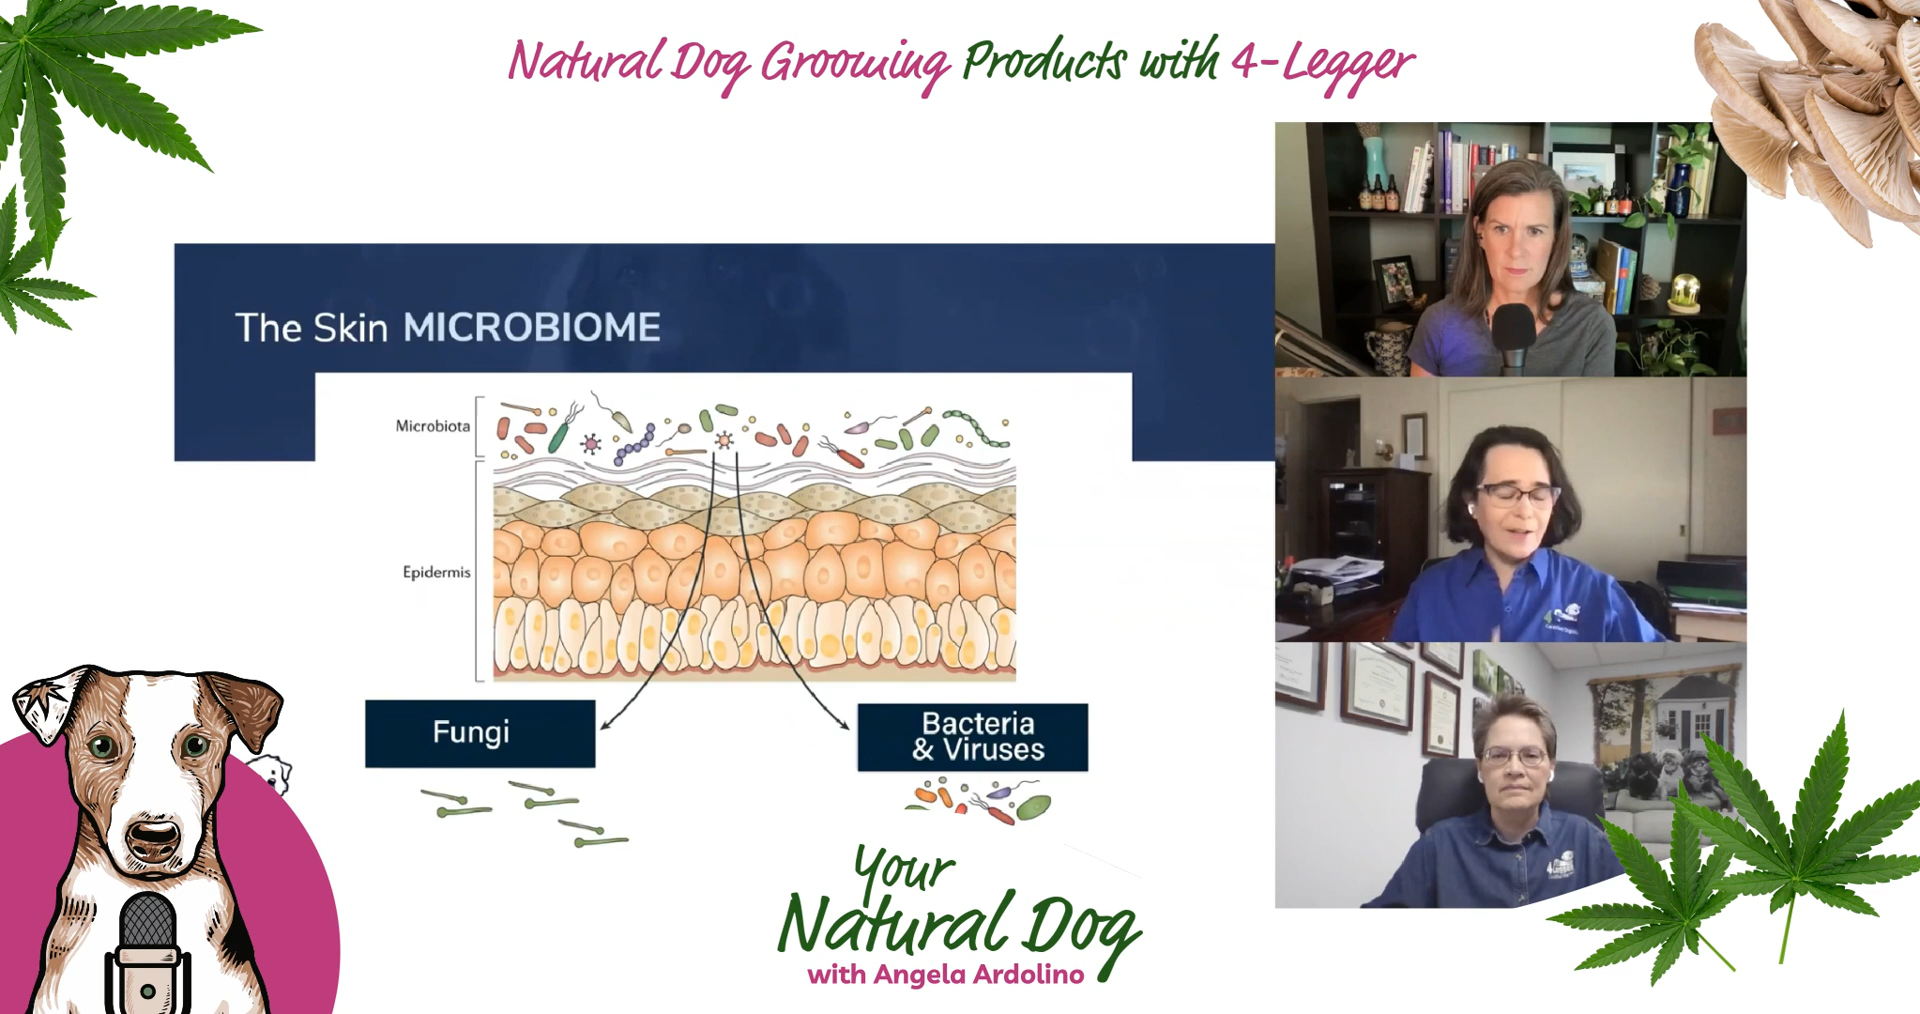 Natural Dog Grooming Products with 4-Legger
The Skin MICROBIOME
Microbiota
Epidermis
Fungi
Bacteria
& Viruses
Your
Natural Dog
with Angela Ardolino